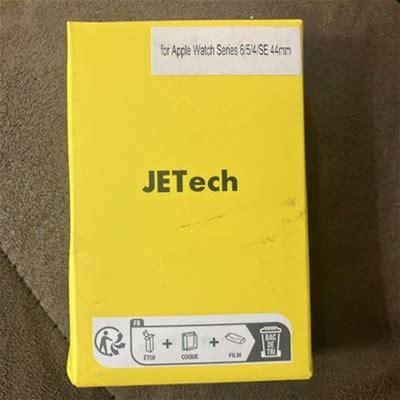 for Apple Watch Series 6/5/4/SE 44mm
JETech
FR
ÉTUI + COQUE + FILM
BAC
DE
TRI